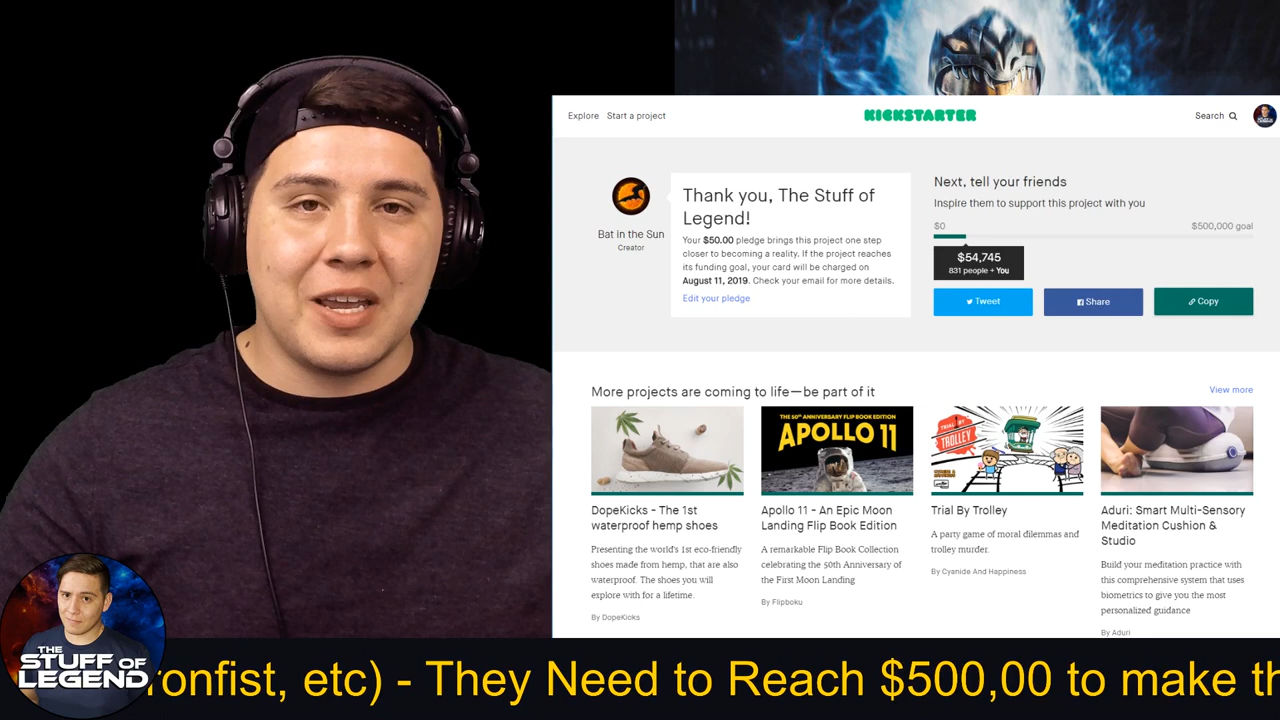 Explore Start a project
KICKSTARTER
Search
Bat in the Sun
Creator
Thank you, The Stuff of
Legend!
Your $50.00 pledge brings this project one step
closer to becoming a reality. If the project reaches
its funding goal, your card will be charged on
August 11, 2019. Check your email for more details.
Edit your pledge
Next, tell your friends
Inspire them to support this project with you
$0 $500,000 goal
$54,745
831 people + You
Tweet
Share
Copy
More projects are coming to life—be part of it
View more
DopeKicks - The 1st
waterproof hemp shoes
Presenting the world's 1st eco-friendly
shoes made from hemp, that are also
waterproof. The shoes you will
explore with for a lifetime.
By DopeKicks
THE 50TH ANNIVERSARY FLIP BOOK EDITION
APOLLO 11
Apollo 11 - An Epic Moon
Landing Flip Book Edition
A remarkable Flip Book Collection
celebrating the 50th Anniversary of
the First Moon Landing
By Flipboku
TRIAL BY
TROLLEY
Trial By Trolley
A party game of moral dilemmas and
trolley murder.
By Cyanide And Happiness
Aduri: Smart Multi-Sensory
Meditation Cushion &
Studio
Build your meditation practice with
this comprehensive system that uses
biometrics to give you the most
personalized guidance
By Aduri
THE
STUFF OF
LEGEND
ronfist, etc) - They Need to Reach $500,00 to make th